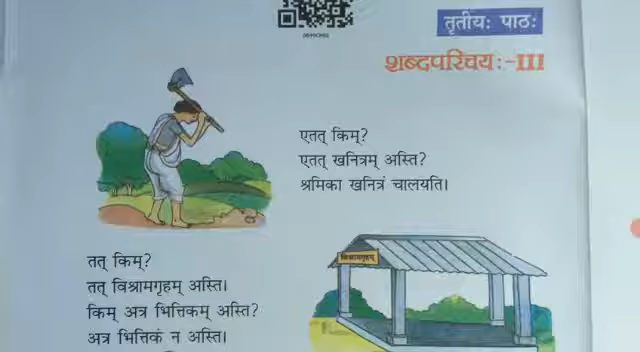 तृतीयः पाठः
शब्दपरिचयः-III
एतत् किम्?
एतत् खनित्रम् अस्ति?
श्रमिका खनित्रं चालयति।
विश्रामगृहम्
तत् किम्?
तत् विश्रामगृहम् अस्ति।
किम् अत्र भित्तिकम् अस्ति?
अत्र भित्तिकं न अस्ति।